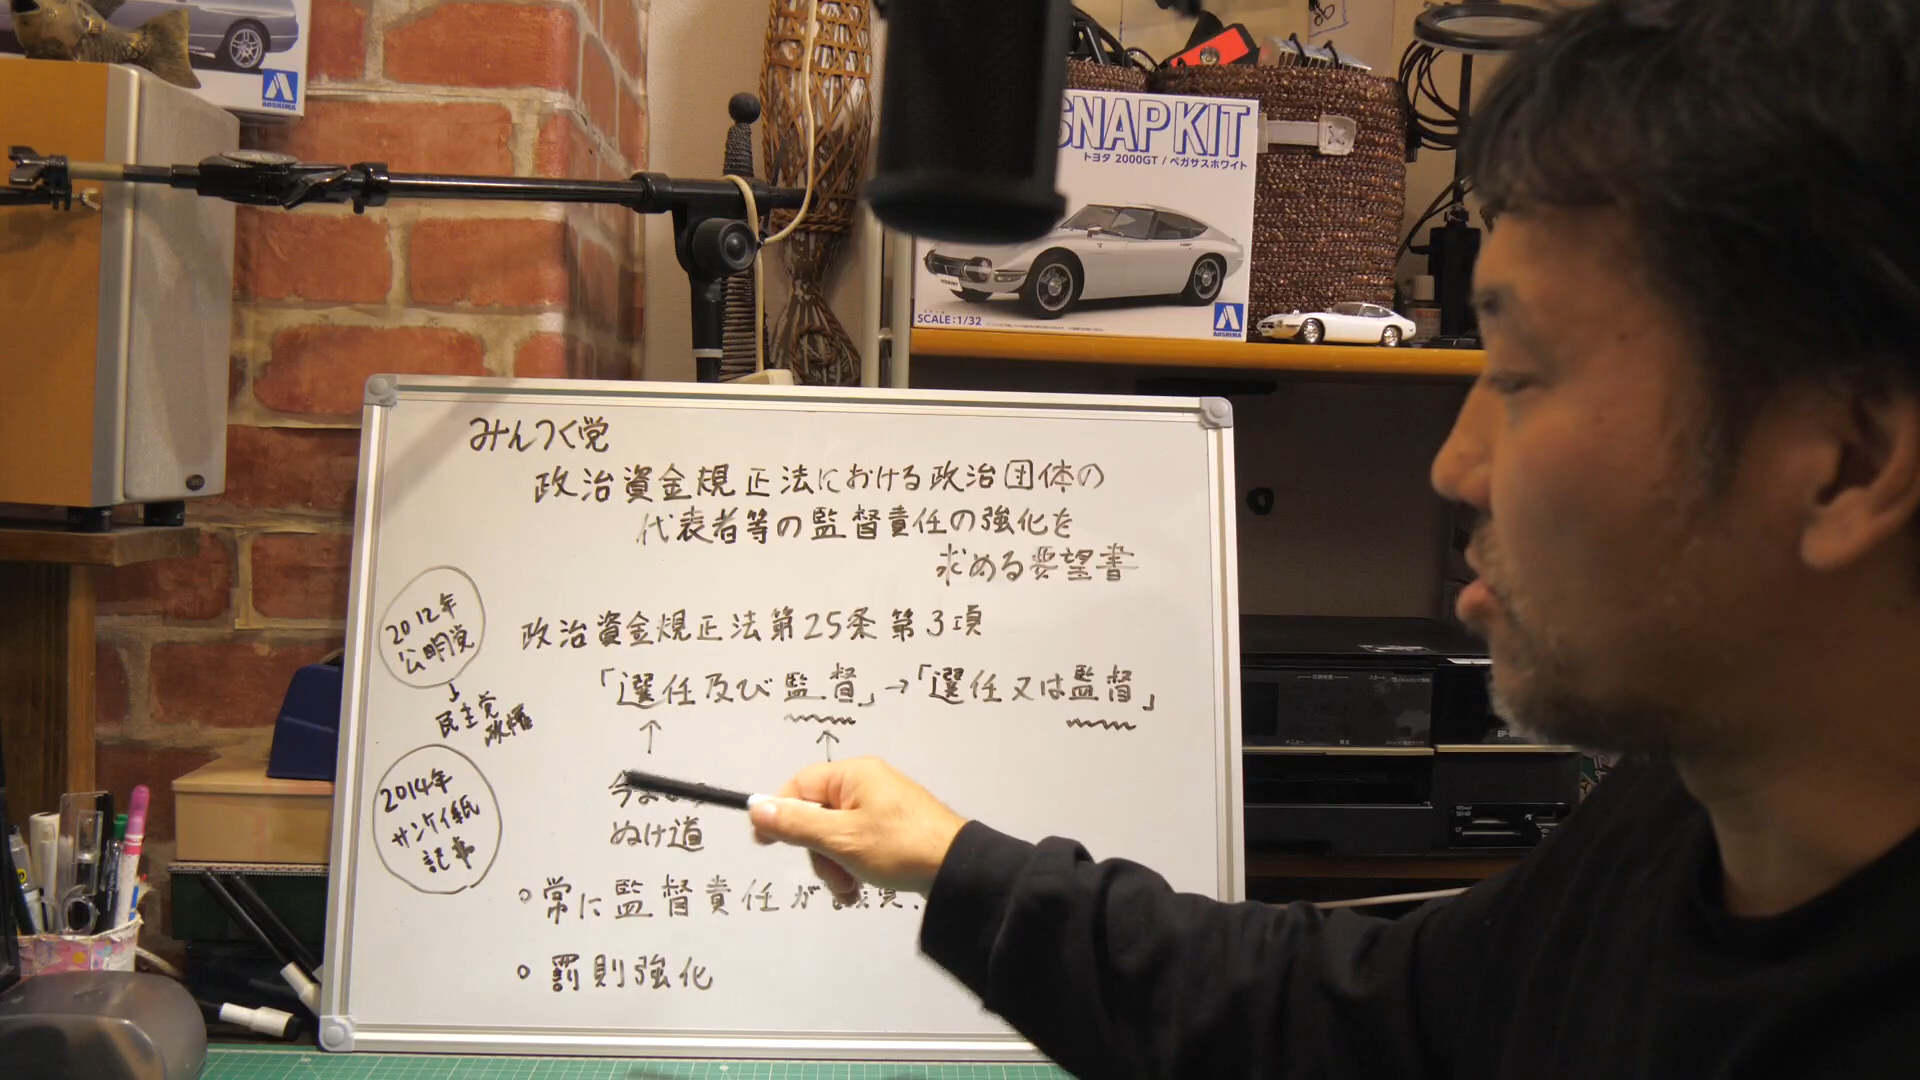 AOSHIMA
SNAP KIT
トヨタ 2000GT / ペガサスホワイト
SCALE:1/32
AOSHIMA
みんつく党
政治資金規正法における政治団体の
代表者等の監督責任の強化を
求める要望書
2012年
公明党
↓
民主党
政権
政治資金規正法第25条第3項
「選任及び監督」→「選任又は監督」
↑ ↑
2014年
サンケイ紙
記事
今
ぬけ道
○常に監督責任が
○罰則強化